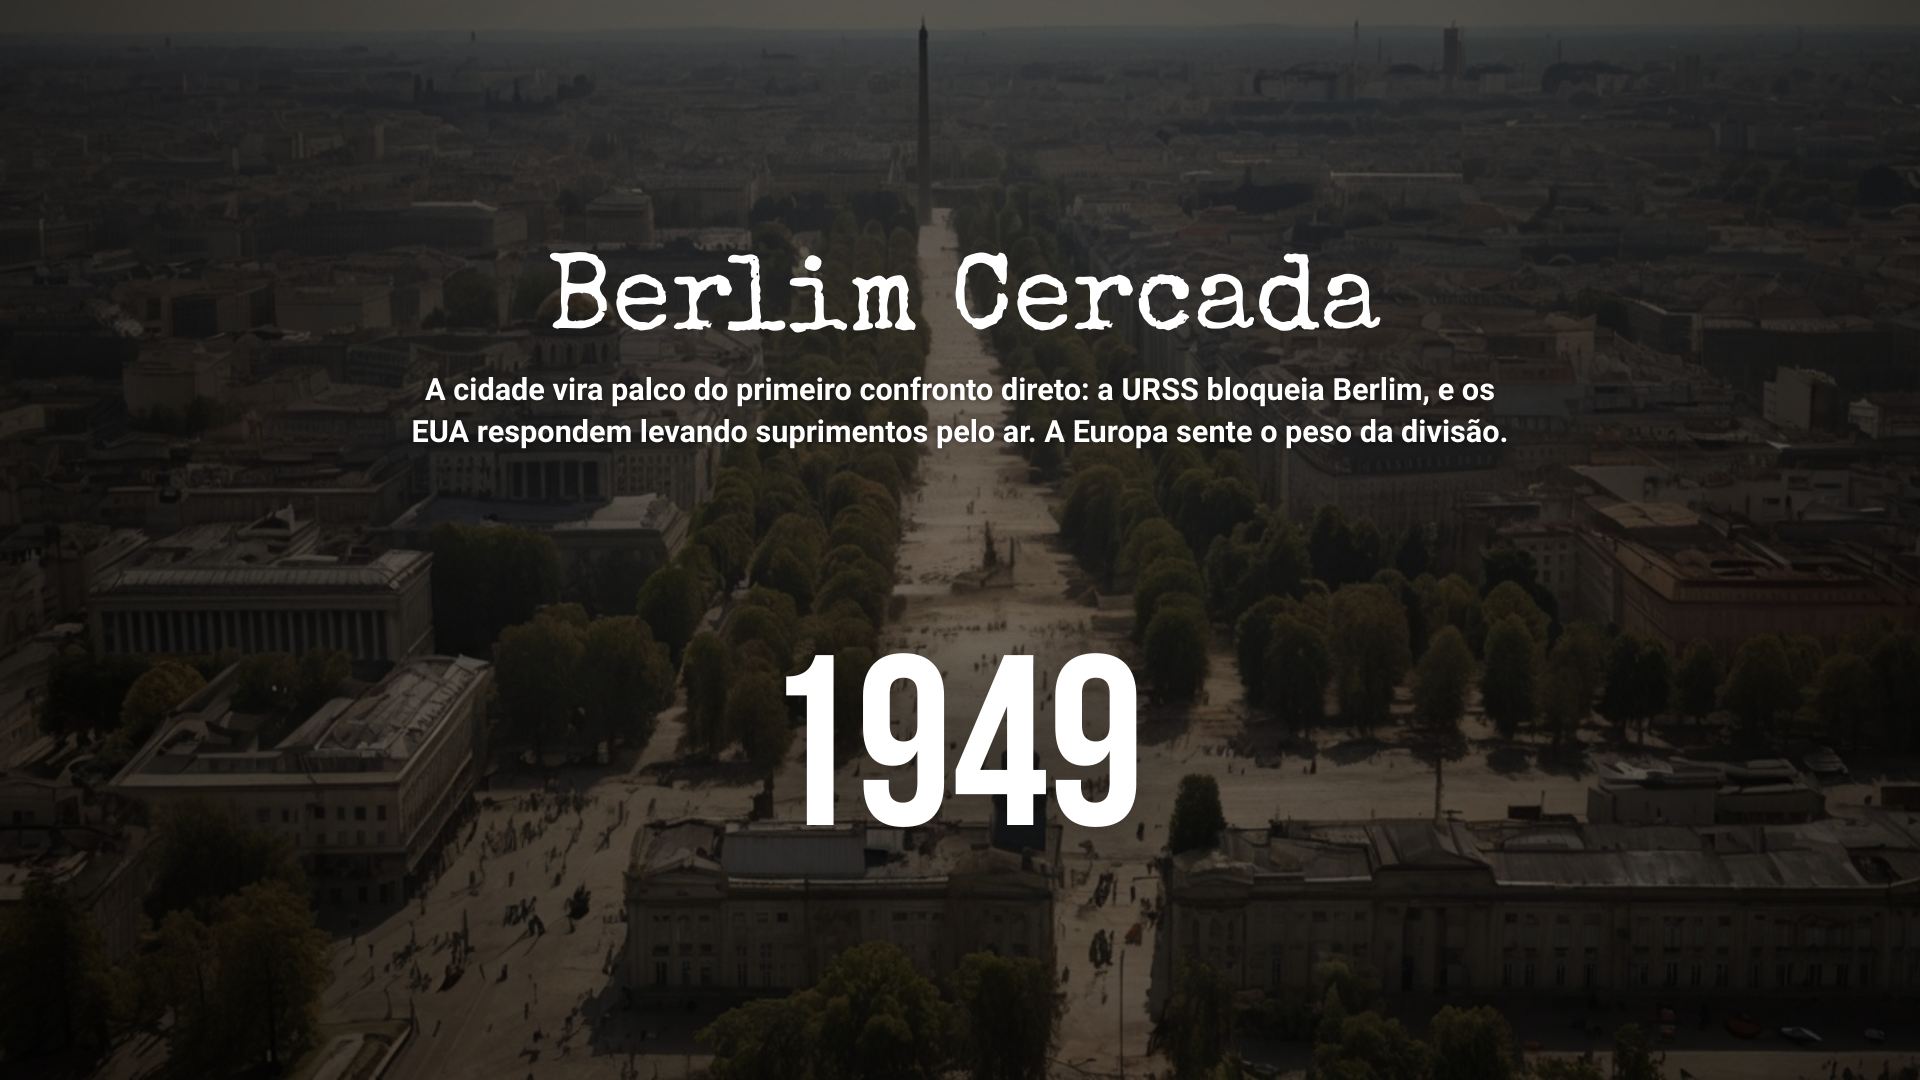 Berlim Cercada
A cidade vira palco do primeiro confronto direto: a URSS bloqueia Berlim, e os
EUA respondem levando suprimentos pelo ar. A Europa sente o peso da divisão.
1949